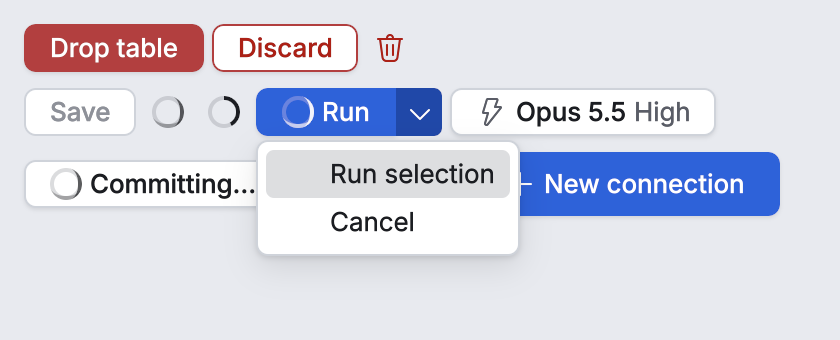 Drop table Discard
Save Run Opus 5.5 High
Run selection
Committing... New connection
Cancel